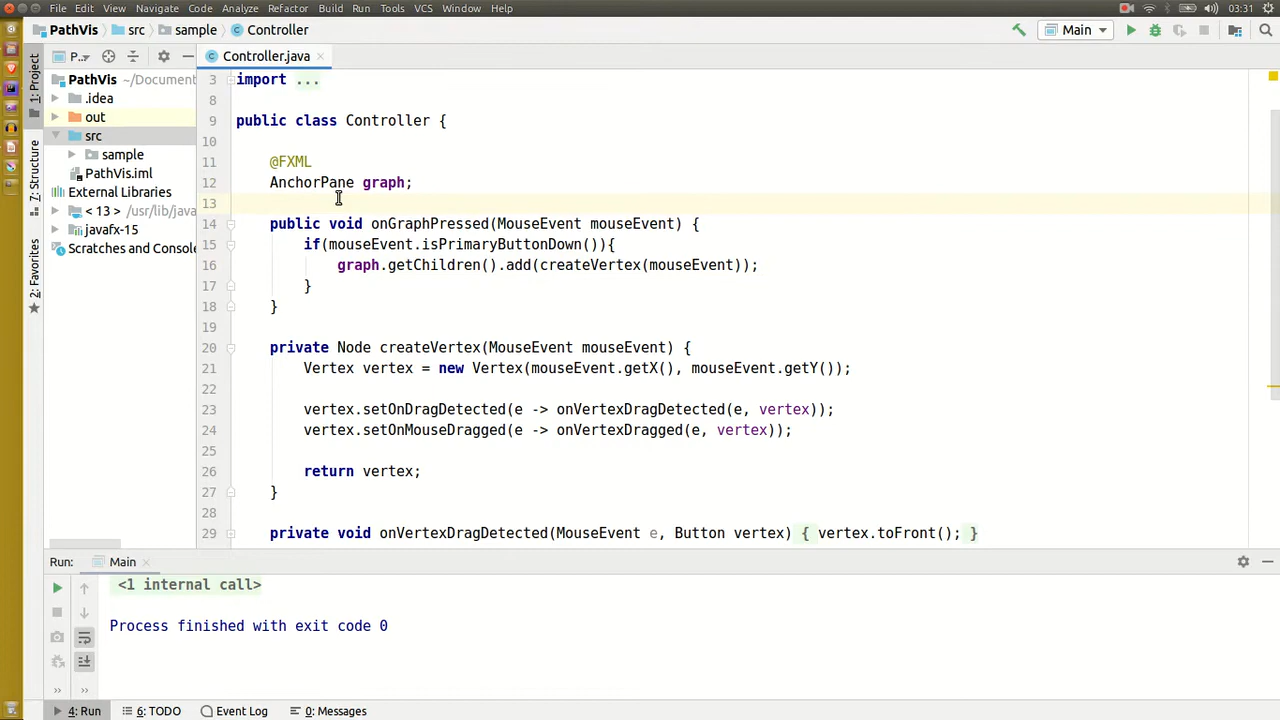 File Edit View Navigate Code Analyze Refactor Build Run Tools VCS Window Help 03:31
PathVis src sample Controller Main
1: Project
7: Structure
2: Favorites
P..
PathVis ~/Document
.idea
out
src
sample
PathVis.iml
External Libraries
< 13 > /usr/lib/java
javafx-15
Scratches and Console
Controller.java
3 import ...
8
9 public class Controller {
10
11 @FXML
12 AnchorPane graph;
13
14 public void onGraphPressed(MouseEvent mouseEvent) {
15 if(mouseEvent.isPrimaryButtonDown()){
16 graph.getChildren().add(createVertex(mouseEvent));
17 }
18 }
19
20 private Node createVertex(MouseEvent mouseEvent) {
21 Vertex vertex = new Vertex(mouseEvent.getX(), mouseEvent.getY());
22
23 vertex.setOnDragDetected(e -> onVertexDragDetected(e, vertex));
24 vertex.setOnMouseDragged(e -> onVertexDragged(e, vertex));
25
26 return vertex;
27 }
28
29 private void onVertexDragDetected(MouseEvent e, Button vertex) { vertex.toFront(); }
Run: Main
<1 internal call>
Process finished with exit code 0
>> >>
4: Run 6: TODO Event Log 0: Messages